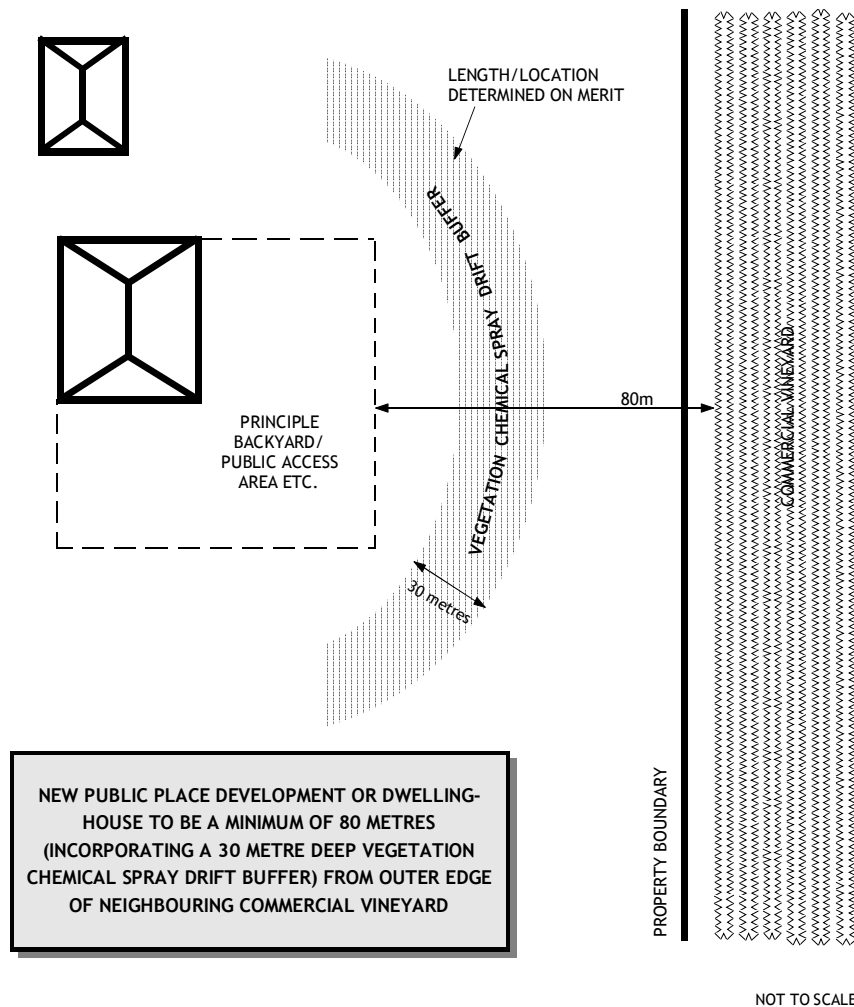 LENGTH/LOCATION
DETERMINED ON MERIT
VEGETATION CHEMICAL SPRAY DRIFT BUFFER
80m
COMMERCIAL VINEYARD
PRINCIPLE
BACKYARD/
PUBLIC ACCESS
AREA ETC.
30 metres
NEW PUBLIC PLACE DEVELOPMENT OR DWELLING-
HOUSE TO BE A MINIMUM OF 80 METRES
(INCORPORATING A 30 METRE DEEP VEGETATION
CHEMICAL SPRAY DRIFT BUFFER) FROM OUTER EDGE
OF NEIGHBOURING COMMERCIAL VINEYARD
PROPERTY BOUNDARY
NOT TO SCALE